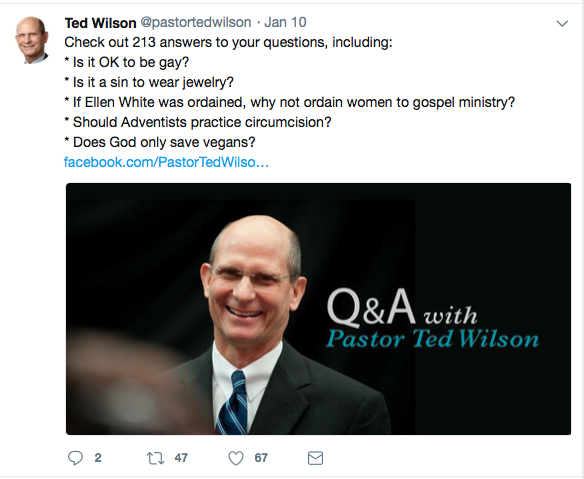 Ted Wilson @pastortedwilson · Jan 10
Check out 213 answers to your questions, including:
* Is it OK to be gay?
* Is it a sin to wear jewelry?
* If Ellen White was ordained, why not ordain women to gospel ministry?
* Should Adventists practice circumcision?
* Does God only save vegans?
facebook.com/PastorTedWilso…
Q&A with
Pastor Ted Wilson
2 47 67